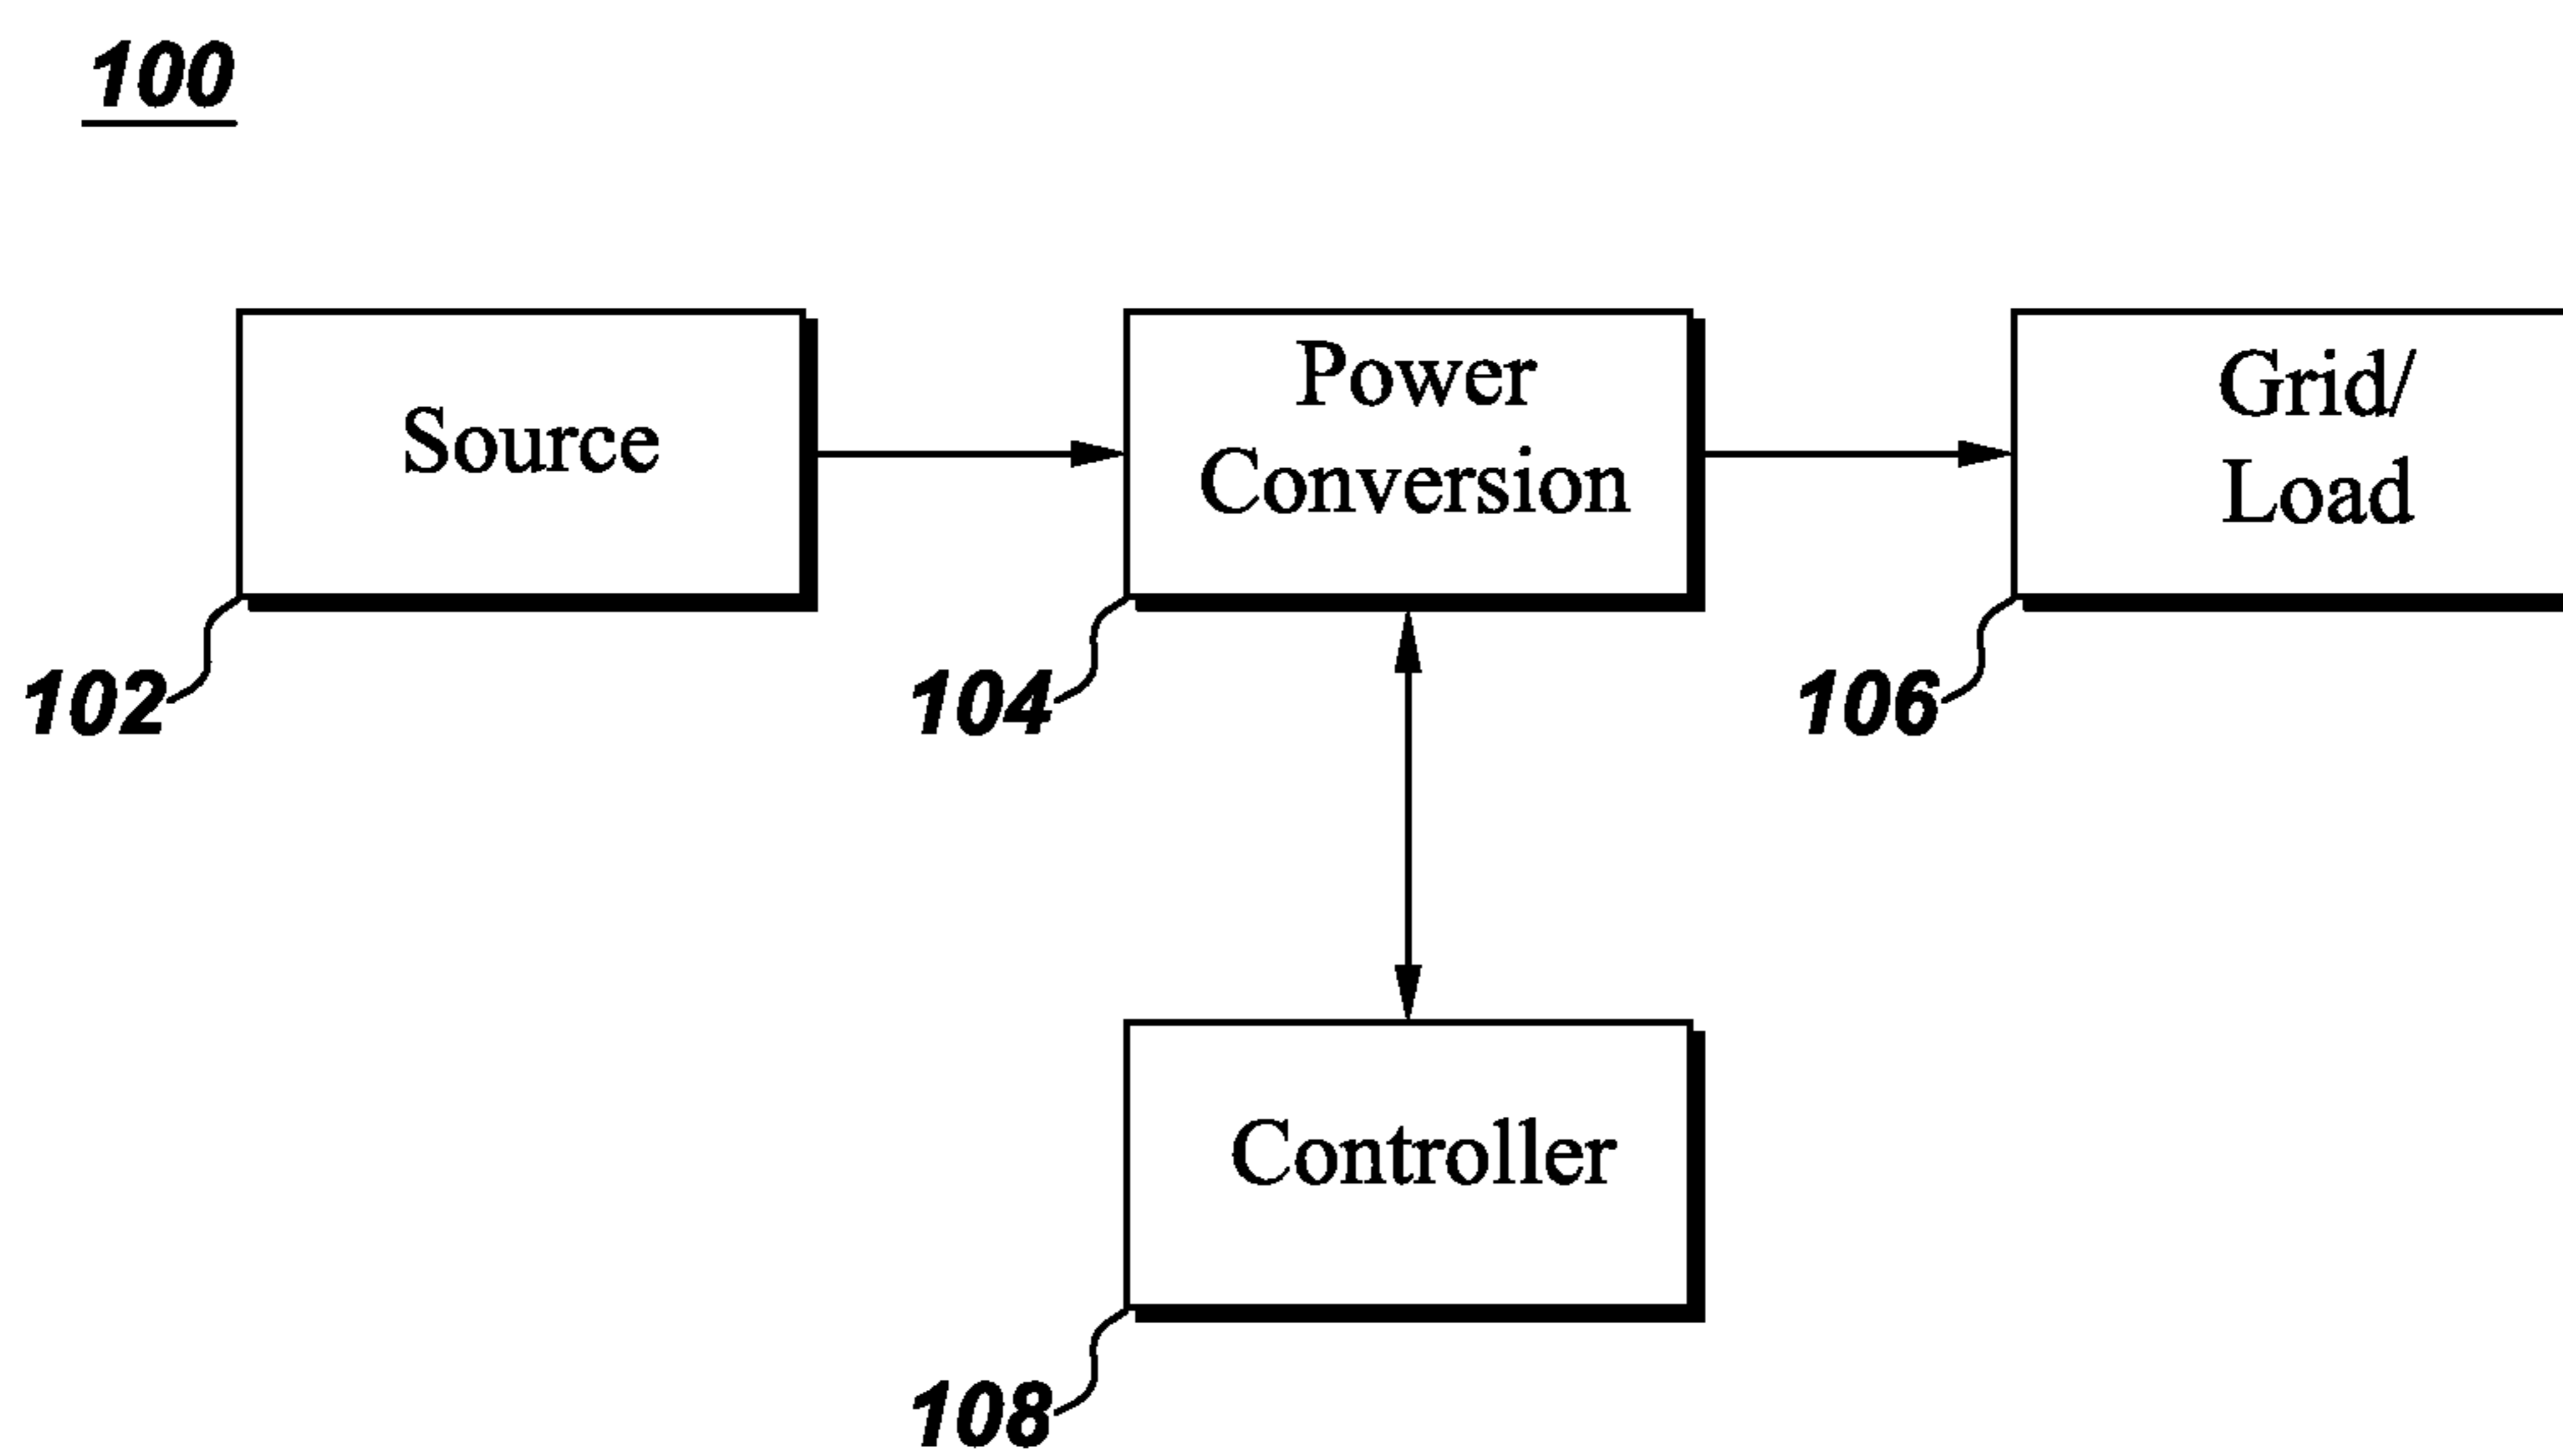 100
Source
Power
Conversion
Grid/
Load
102
104
106
Controller
108